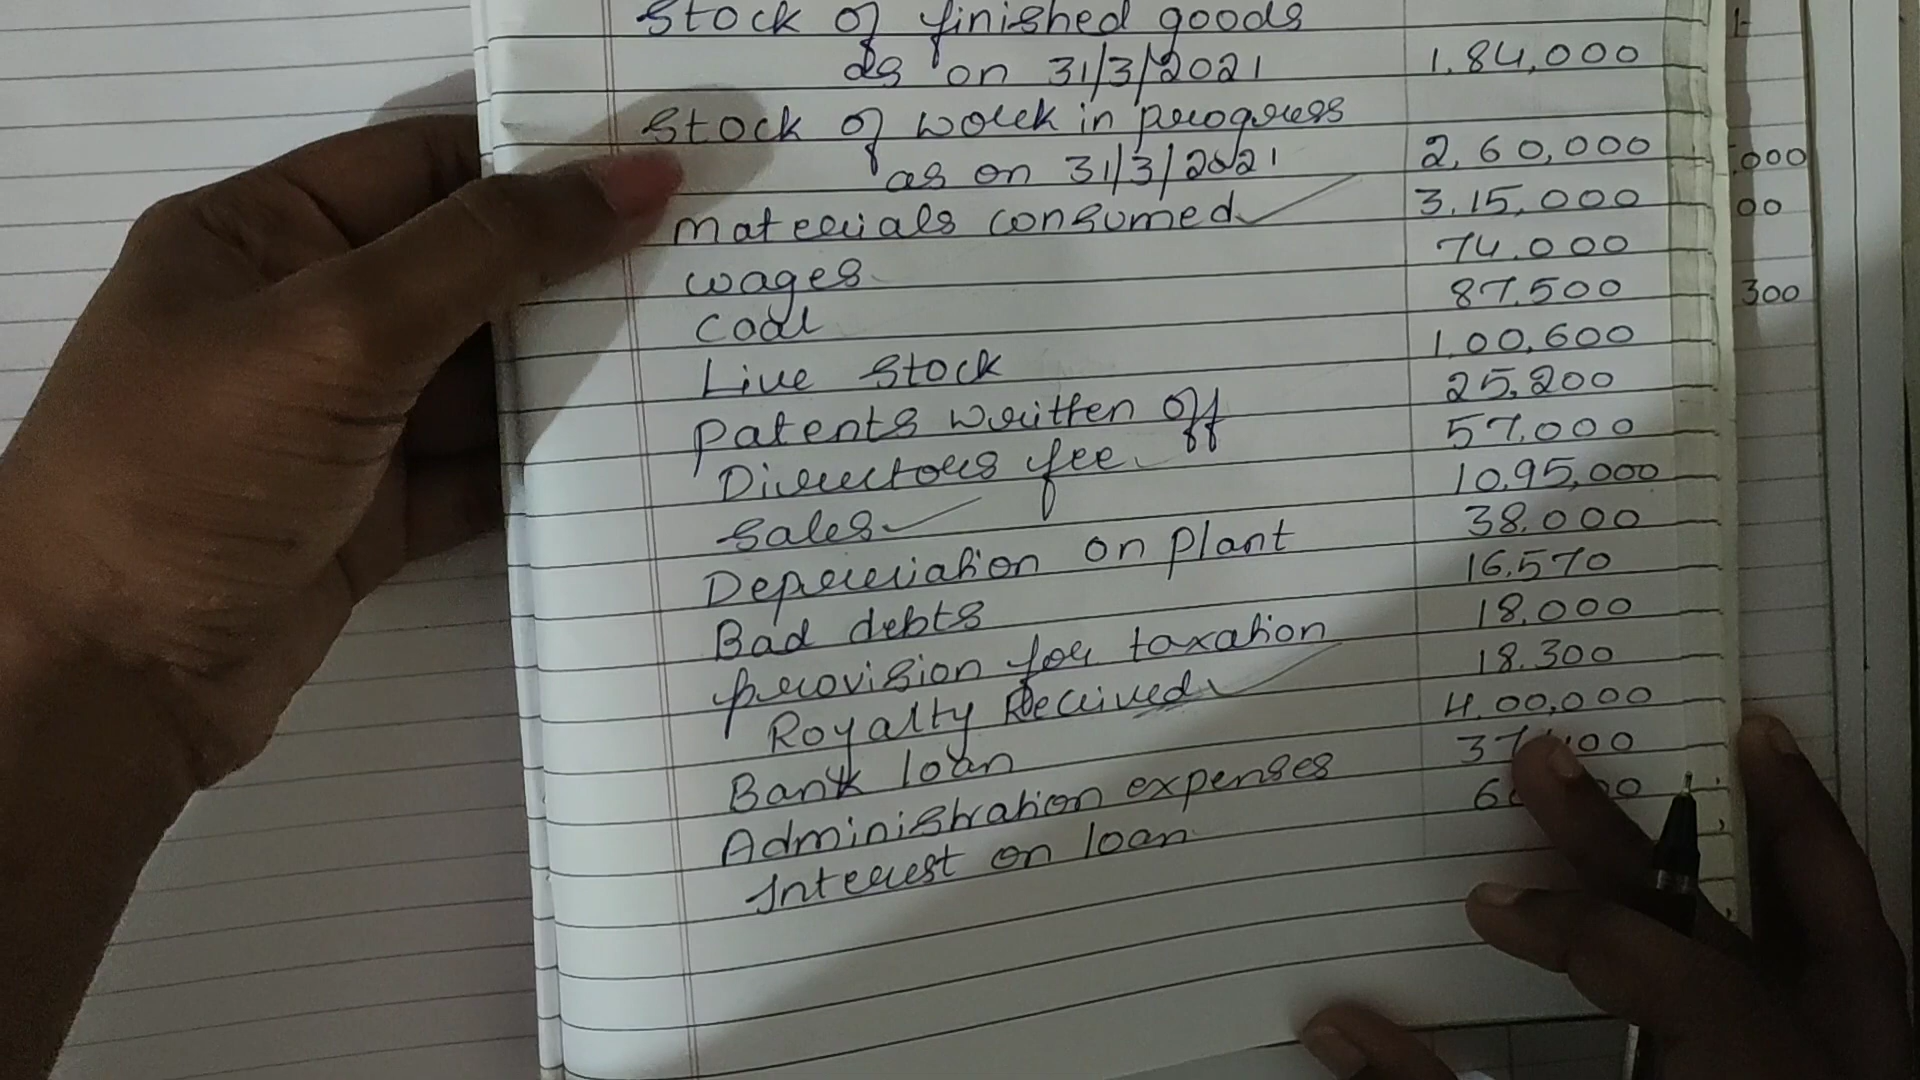 Stock of finished goods
as on 31/3/2021 1,84,000
Stock of work in progress
as on 31/3/2021 2,60,000
Materials consumed 3,15,000
Wages 74,000
Coal 87,500
Live stock 1,00,600
Patents written off 25,200
Directors fee 57,000
Sales 10,95,000
Depreciation on plant 38,000
Bad debts 16,570
Provision for taxation 18,000
Royalty Received 18,300
Bank loan 4,00,000
Administration expenses
Interest on loan
000
00
300